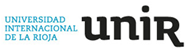 UNIVERSIDAD
INTERNACIONAL
DE LA RIOJA
unir